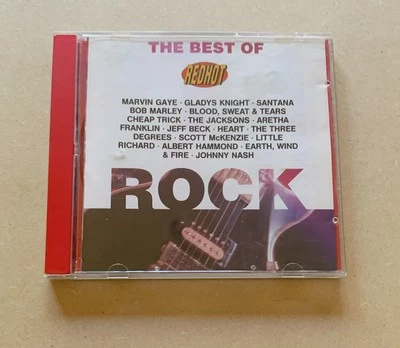 THE BEST OF
REDHOT
MARVIN GAYE · GLADYS KNIGHT · SANTANA
BOB MARLEY · BLOOD, SWEAT & TEARS
CHEAP TRICK · THE JACKSONS · ARETHA
FRANKLIN · JEFF BECK · HEART · THE THREE
DEGREES · SCOTT McKENZIE · LITTLE
RICHARD · ALBERT HAMMOND · EARTH, WIND
& FIRE · JOHNNY NASH
ROCK